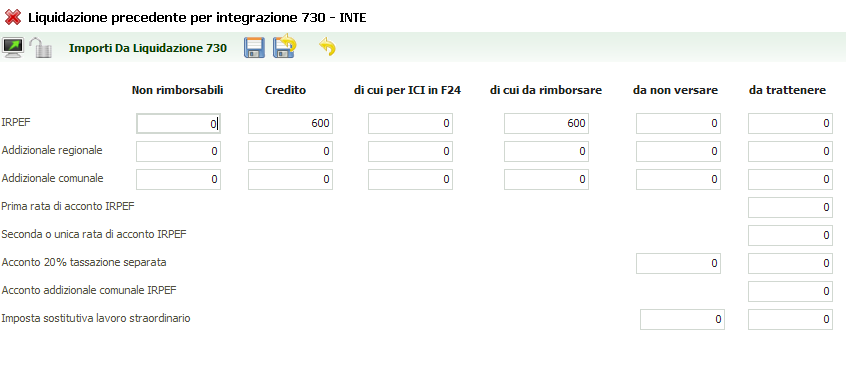 Liquidazione precedente per integrazione 730 - INTE
Importi Da Liquidazione 730
Non rimborsabili Credito di cui per ICI in F24 di cui da rimborsare da non versare da trattenere
IRPEF 0 600 0 600 0 0
Addizionale regionale 0 0 0 0 0 0
Addizionale comunale 0 0 0 0 0 0
Prima rata di acconto IRPEF 0
Seconda o unica rata di acconto IRPEF 0
Acconto 20% tassazione separata 0 0
Acconto addizionale comunale IRPEF 0
Imposta sostitutiva lavoro straordinario 0 0